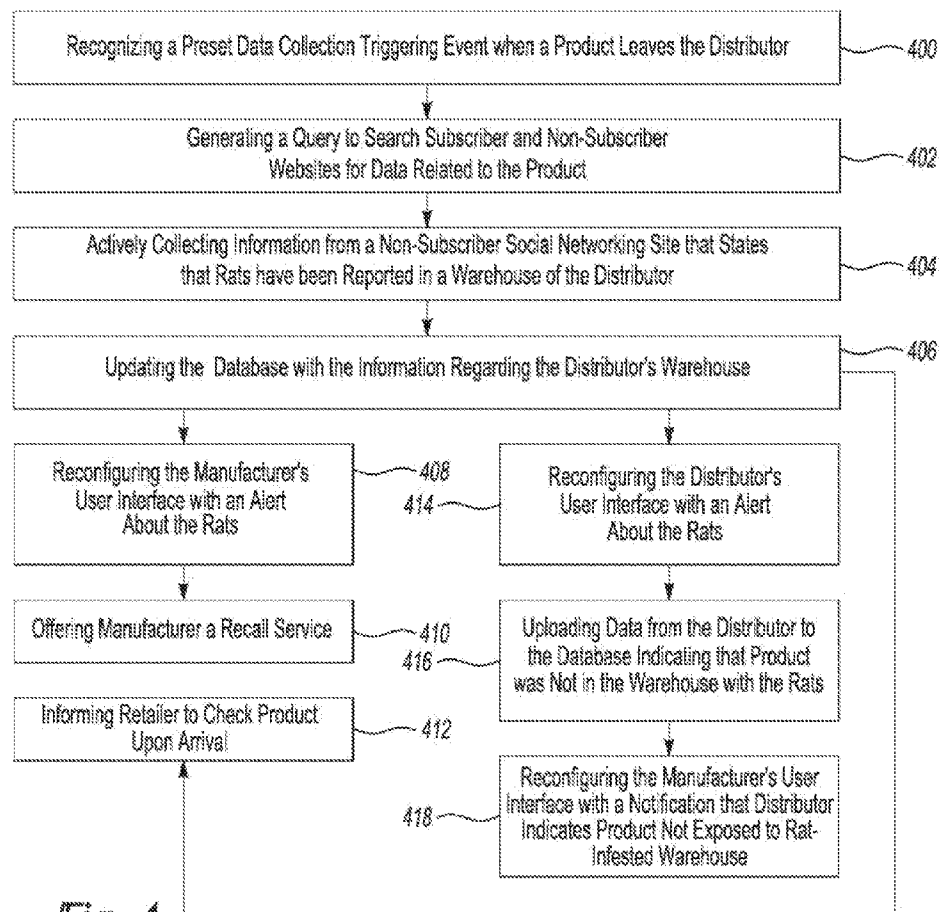 Recognizing a Preset Data Collection Triggering Event when a Product Leaves the Distributor
400
Generating a Query to Search Subscriber and Non-Subscriber
Websites for Data Related to the Product
402
Actively Collecting Information from a Non-Subscriber Social Networking Site that States
that Rats have been Reported in a Warehouse of the Distributor
404
Updating the Database with the Information Regarding the Distributor's Warehouse
406
Reconfiguring the Manufacturer's
User Interface with an Alert
About the Rats
408
Offering Manufacturer a Recall Service
410
Informing Retailer to Check Product
Upon Arrival
412
414
Reconfiguring the Distributor's
User Interface with an Alert
About the Rats
416
Uploading Data from the Distributor to
the Database Indicating that Product
was Not in the Warehouse with the Rats
418
Reconfiguring the Manufacturer's User
Interface with a Notification that Distributor
Indicates Product Not Exposed to Rat-
Infested Warehouse